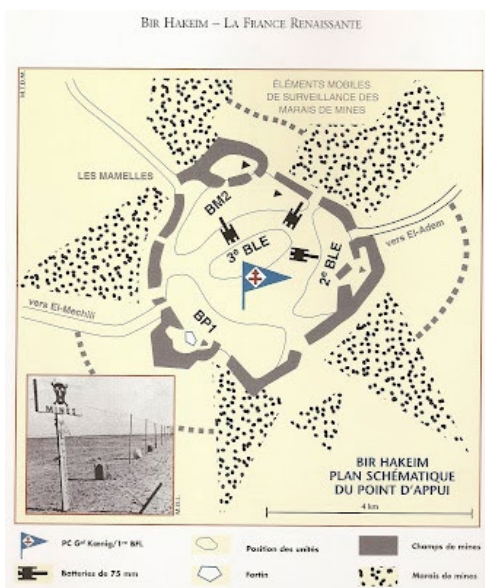 BIR HAKEIM – LA FRANCE RENAISSANTE
ÉLÉMENTS MOBILES
DE SURVEILLANCE DES
MARAIS DE MINES
LES MAMELLES
BM2
3e BLE
2e BLE
vers El-Adem
vers El-Mechili
BP1
MINES
BIR HAKEIM
PLAN SCHÉMATIQUE
DU POINT D'APPUI
4 km
PC Gal Kœnig/1re BFL
Position des unités
Champs de mines
Batteries de 75 mm
Fortin
Marais de mines